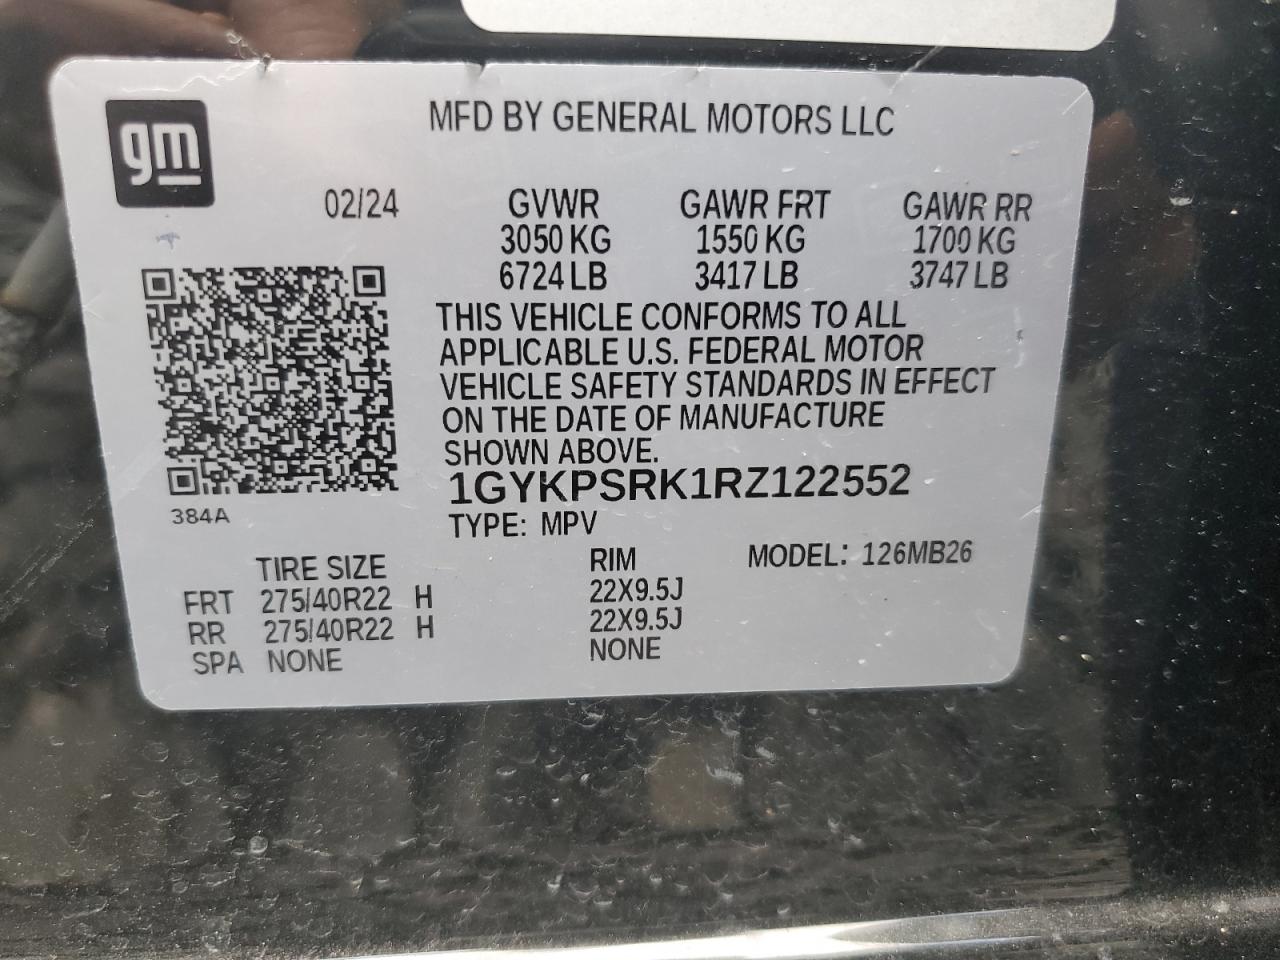 MFD BY GENERAL MOTORS LLC
gm
02/24
GVWR GAWR FRT GAWR RR
3050 KG 1550 KG 1700 KG
6724 LB 3417 LB 3747 LB
THIS VEHICLE CONFORMS TO ALL
APPLICABLE U.S. FEDERAL MOTOR
VEHICLE SAFETY STANDARDS IN EFFECT
ON THE DATE OF MANUFACTURE
SHOWN ABOVE.
1GYKPSRK1RZ122552
384A
TYPE: MPV
TIRE SIZE RIM MODEL: 126MB26
FRT 275/40R22 H 22X9.5J
RR 275/40R22 H 22X9.5J
SPA NONE NONE